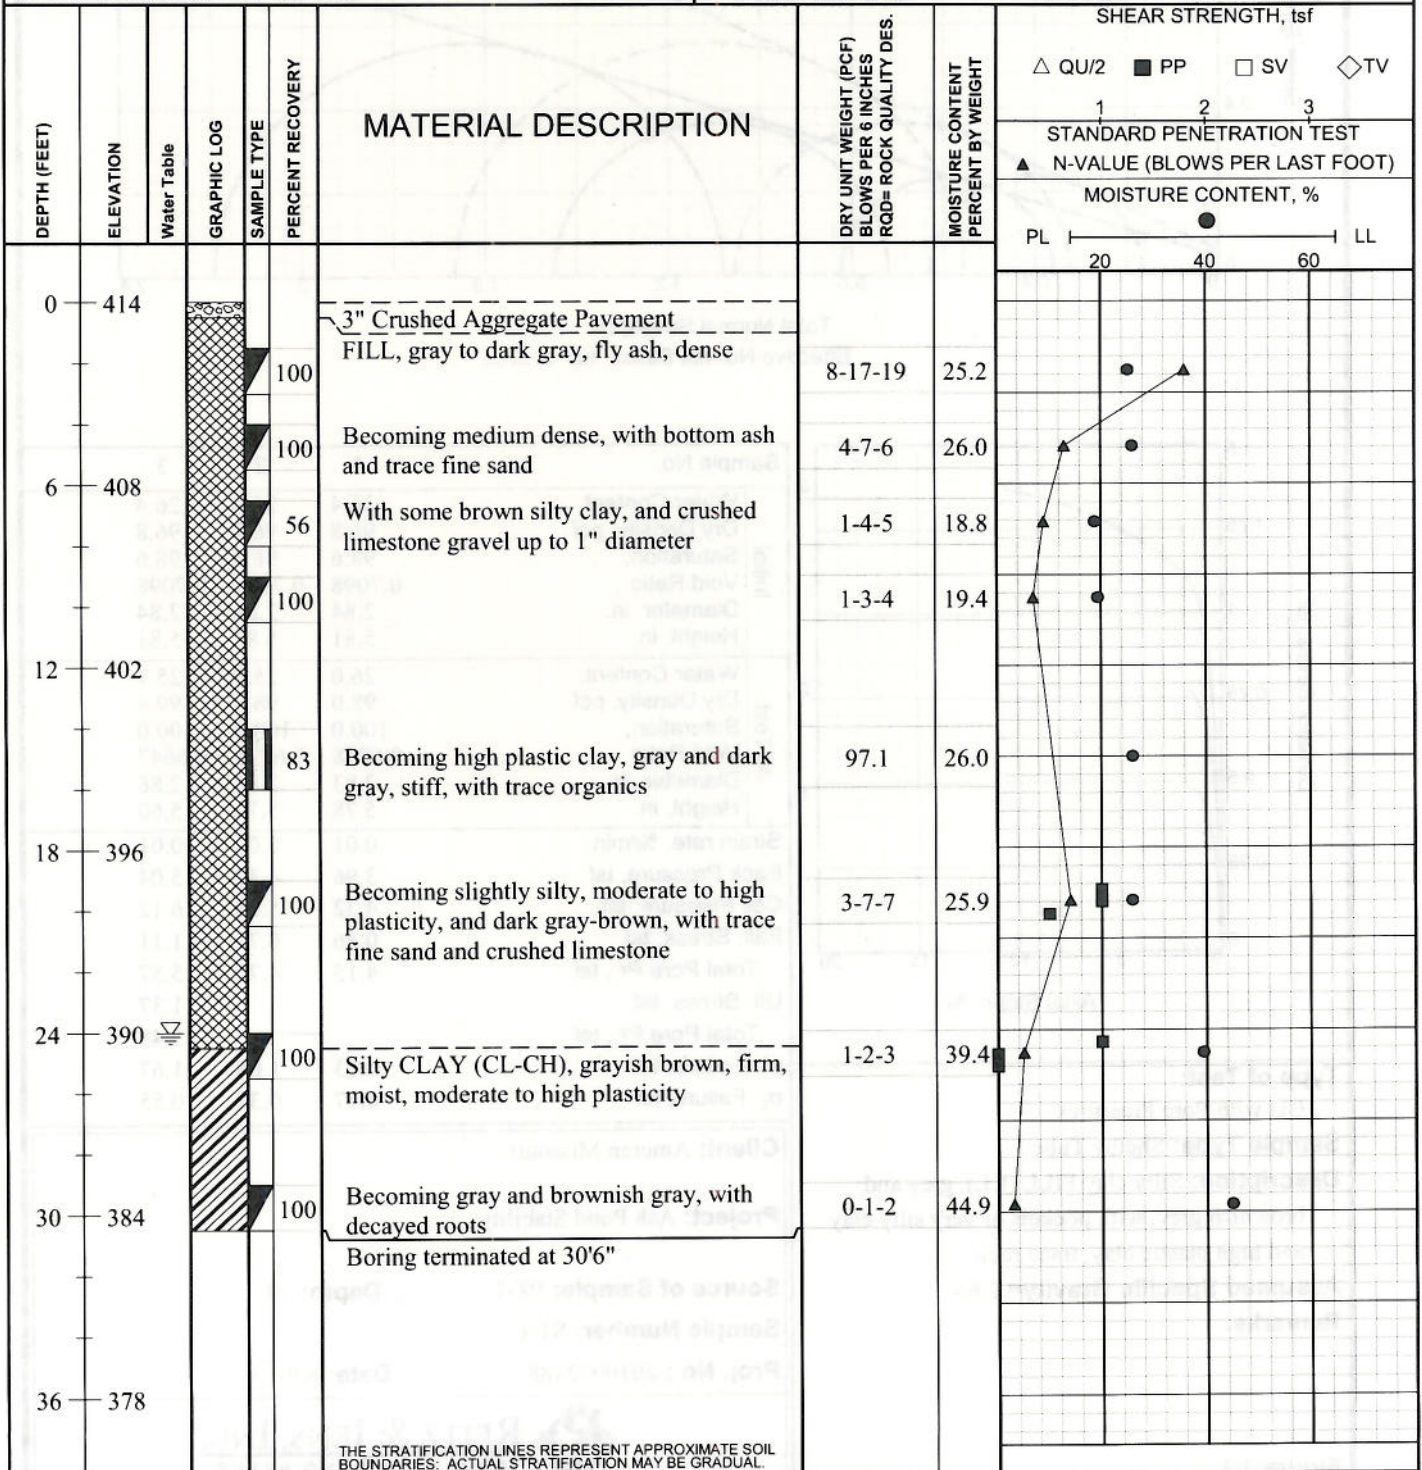 SHEAR STRENGTH, tsf
△ QU/2 ■ PP □ SV ◇ TV
1 2 3
STANDARD PENETRATION TEST
▲ N-VALUE (BLOWS PER LAST FOOT)
MOISTURE CONTENT, %
PL LL
20 40 60
DEPTH (FEET)
ELEVATION
Water Table
GRAPHIC LOG
SAMPLE TYPE
PERCENT RECOVERY
MATERIAL DESCRIPTION
DRY UNIT WEIGHT (PCF)
BLOWS PER 6 INCHES
RQD= ROCK QUALITY DES.
MOISTURE CONTENT
PERCENT BY WEIGHT
0 414
3" Crushed Aggregate Pavement
FILL, gray to dark gray, fly ash, dense
100 8-17-19 25.2
Becoming medium dense, with bottom ash
and trace fine sand
100 4-7-6 26.0
6 408
With some brown silty clay, and crushed
limestone gravel up to 1" diameter
56 1-4-5 18.8
100 1-3-4 19.4
12 402
Becoming high plastic clay, gray and dark
gray, stiff, with trace organics
83 97.1 26.0
18 396
Becoming slightly silty, moderate to high
plasticity, and dark gray-brown, with trace
fine sand and crushed limestone
100 3-7-7 25.9
24 390
Silty CLAY (CL-CH), grayish brown, firm,
moist, moderate to high plasticity
100 1-2-3 39.4
Becoming gray and brownish gray, with
decayed roots
100 0-1-2 44.9
30 384
Boring terminated at 30'6"
36 378
THE STRATIFICATION LINES REPRESENT APPROXIMATE SOIL
BOUNDARIES: ACTUAL STRATIFICATION MAY BE GRADUAL.